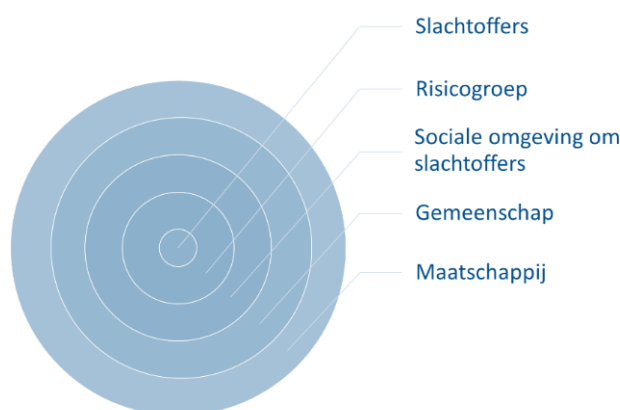 Slachtoffers
Risicogroep
Sociale omgeving om
slachtoffers
Gemeenschap
Maatschappij